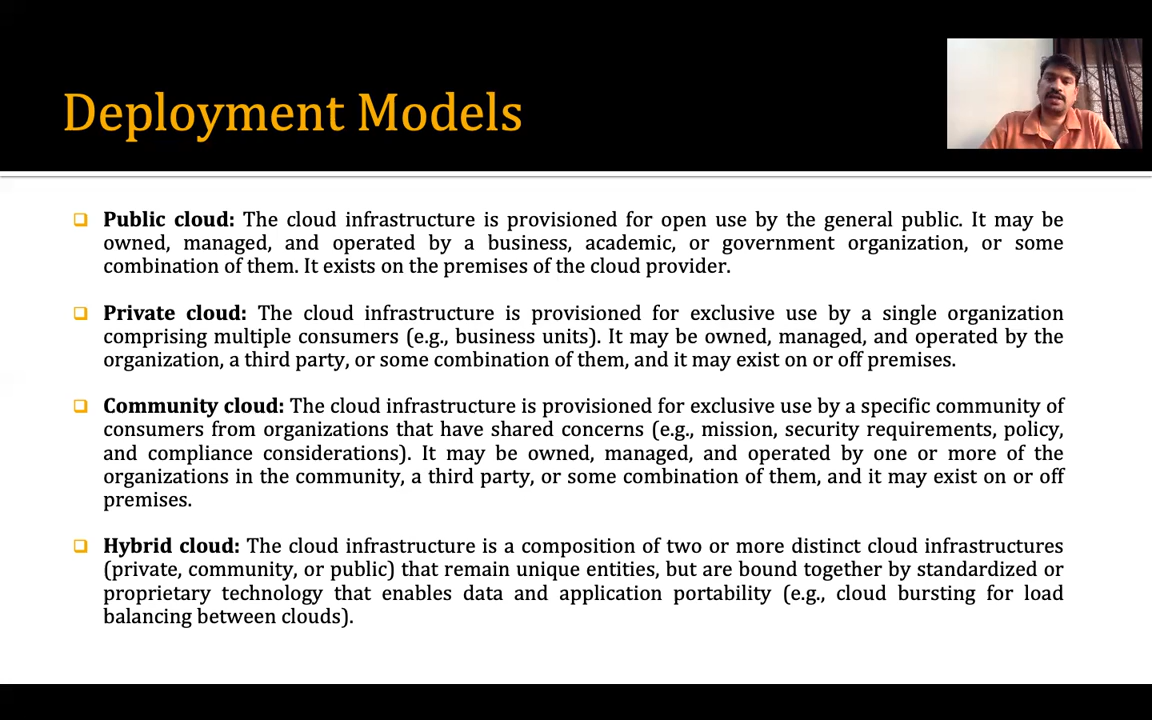 Deployment Models
Public cloud: The cloud infrastructure is provisioned for open use by the general public. It may be
owned, managed, and operated by a business, academic, or government organization, or some
combination of them. It exists on the premises of the cloud provider.
Private cloud: The cloud infrastructure is provisioned for exclusive use by a single organization
comprising multiple consumers (e.g., business units). It may be owned, managed, and operated by the
organization, a third party, or some combination of them, and it may exist on or off premises.
Community cloud: The cloud infrastructure is provisioned for exclusive use by a specific community of
consumers from organizations that have shared concerns (e.g., mission, security requirements, policy,
and compliance considerations). It may be owned, managed, and operated by one or more of the
organizations in the community, a third party, or some combination of them, and it may exist on or off
premises.
Hybrid cloud: The cloud infrastructure is a composition of two or more distinct cloud infrastructures
(private, community, or public) that remain unique entities, but are bound together by standardized or
proprietary technology that enables data and application portability (e.g., cloud bursting for load
balancing between clouds).